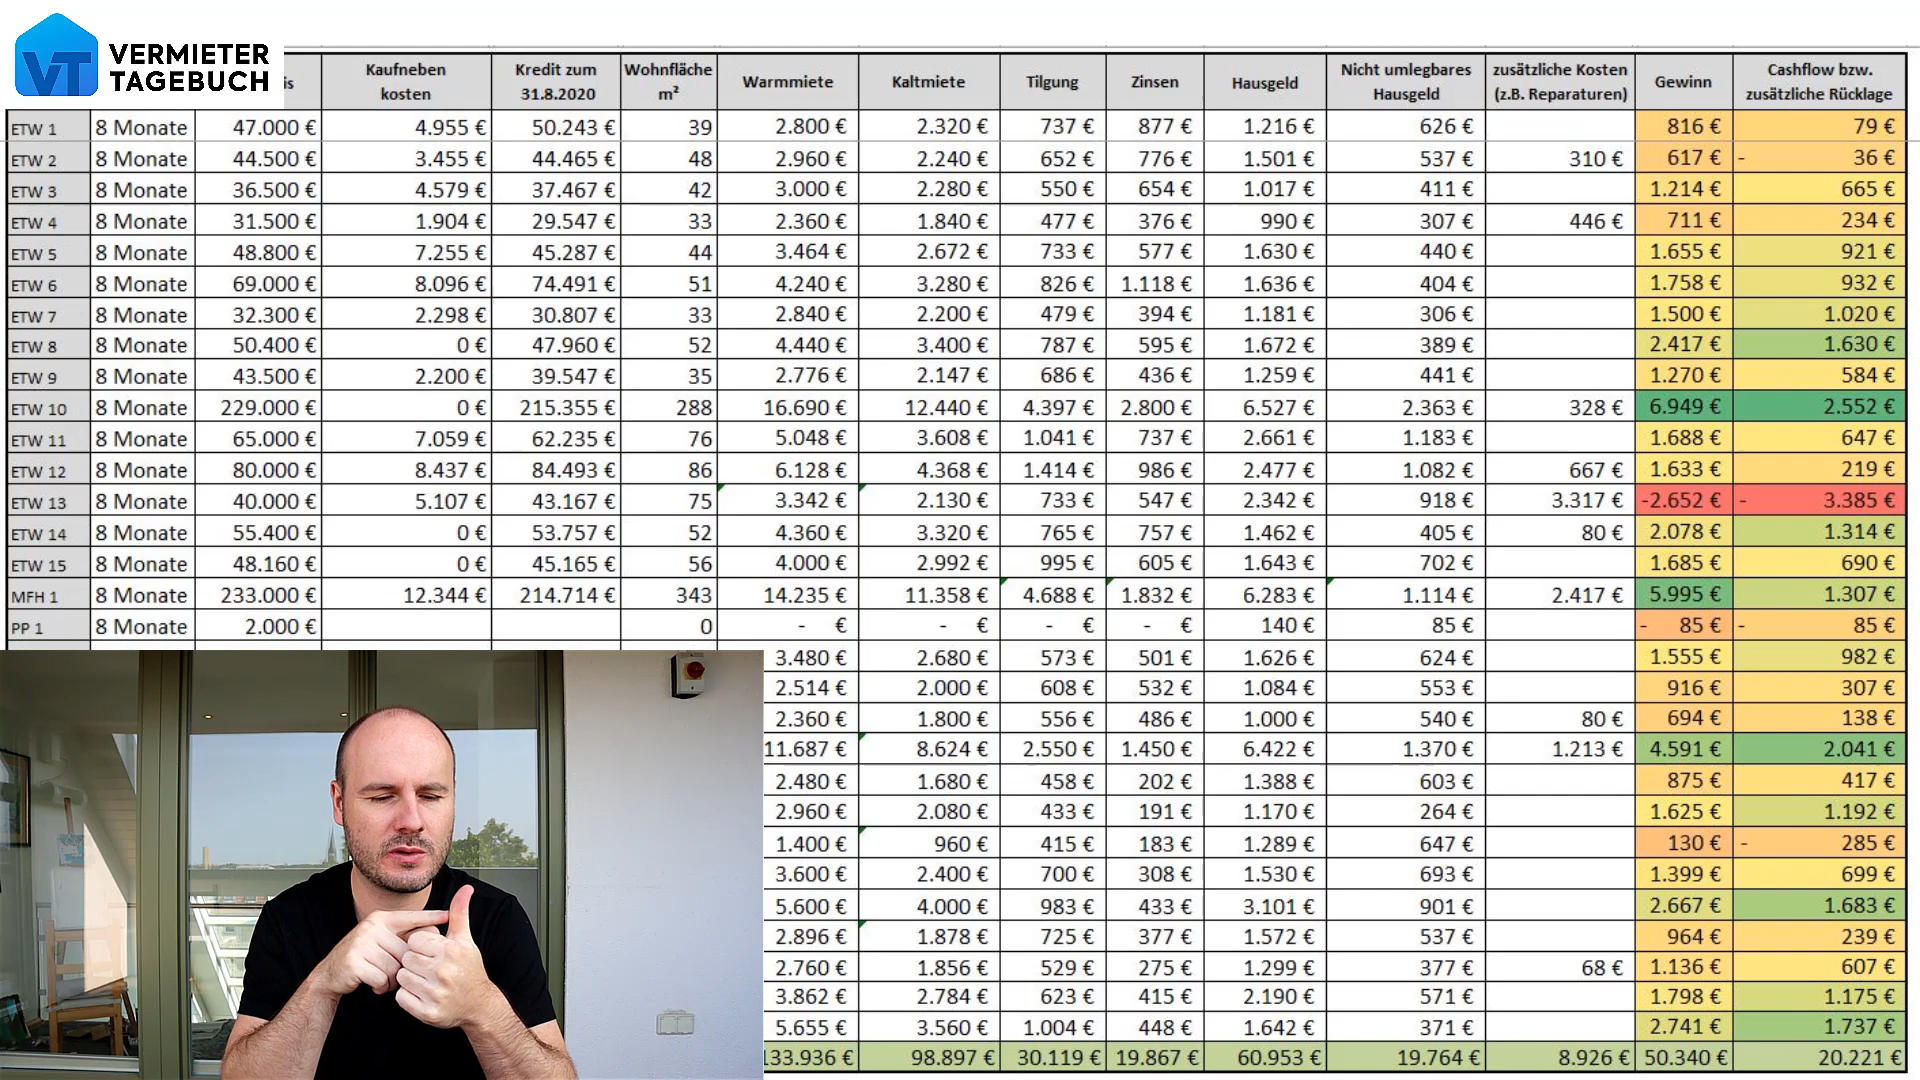 VERMIETER
TAGEBUCH
is | Kaufneben kosten | Kredit zum 31.8.2020 | Wohnfläche m² | Warmmiete | Kaltmiete | Tilgung | Zinsen | Hausgeld | Nicht umlegbares Hausgeld | zusätzliche Kosten (z.B. Reparaturen) | Gewinn | Cashflow bzw. zusätzliche Rücklage
ETW 1 | 8 Monate | 47.000 € | 4.955 € | 50.243 € | 39 | 2.800 € | 2.320 € | 737 € | 877 € | 1.216 € | 626 € | | 816 € | 79 €
ETW 2 | 8 Monate | 44.500 € | 3.455 € | 44.465 € | 48 | 2.960 € | 2.240 € | 652 € | 776 € | 1.501 € | 537 € | 310 € | 617 € | - 36 €
ETW 3 | 8 Monate | 36.500 € | 4.579 € | 37.467 € | 42 | 3.000 € | 2.280 € | 550 € | 654 € | 1.017 € | 411 € | | 1.214 € | 665 €
ETW 4 | 8 Monate | 31.500 € | 1.904 € | 29.547 € | 33 | 2.360 € | 1.840 € | 477 € | 376 € | 990 € | 307 € | 446 € | 711 € | 234 €
ETW 5 | 8 Monate | 48.800 € | 7.255 € | 45.287 € | 44 | 3.464 € | 2.672 € | 733 € | 577 € | 1.630 € | 440 € | | 1.655 € | 921 €
ETW 6 | 8 Monate | 69.000 € | 8.096 € | 74.491 € | 51 | 4.240 € | 3.280 € | 826 € | 1.118 € | 1.636 € | 404 € | | 1.758 € | 932 €
ETW 7 | 8 Monate | 32.300 € | 2.298 € | 30.807 € | 33 | 2.840 € | 2.200 € | 479 € | 394 € | 1.181 € | 306 € | | 1.500 € | 1.020 €
ETW 8 | 8 Monate | 50.400 € | 0 € | 47.960 € | 52 | 4.440 € | 3.400 € | 787 € | 595 € | 1.672 € | 389 € | | 2.417 € | 1.630 €
ETW 9 | 8 Monate | 43.500 € | 2.200 € | 39.547 € | 35 | 2.776 € | 2.147 € | 686 € | 436 € | 1.259 € | 441 € | | 1.270 € | 584 €
ETW 10 | 8 Monate | 229.000 € | 0 € | 215.355 € | 288 | 16.690 € | 12.440 € | 4.397 € | 2.800 € | 6.527 € | 2.363 € | 328 € | 6.949 € | 2.552 €
ETW 11 | 8 Monate | 65.000 € | 7.059 € | 62.235 € | 76 | 5.048 € | 3.608 € | 1.041 € | 737 € | 2.661 € | 1.183 € | | 1.688 € | 647 €
ETW 12 | 8 Monate | 80.000 € | 8.437 € | 84.493 € | 86 | 6.128 € | 4.368 € | 1.414 € | 986 € | 2.477 € | 1.082 € | 667 € | 1.633 € | 219 €
ETW 13 | 8 Monate | 40.000 € | 5.107 € | 43.167 € | 75 | 3.342 € | 2.130 € | 733 € | 547 € | 2.342 € | 918 € | 3.317 € | -2.652 € | - 3.385 €
ETW 14 | 8 Monate | 55.400 € | 0 € | 53.757 € | 52 | 4.360 € | 3.320 € | 765 € | 757 € | 1.462 € | 405 € | 80 € | 2.078 € | 1.314 €
ETW 15 | 8 Monate | 48.160 € | 0 € | 45.165 € | 56 | 4.000 € | 2.992 € | 995 € | 605 € | 1.643 € | 702 € | | 1.685 € | 690 €
MFH 1 | 8 Monate | 233.000 € | 12.344 € | 214.714 € | 343 | 14.235 € | 11.358 € | 4.688 € | 1.832 € | 6.283 € | 1.114 € | 2.417 € | 5.995 € | 1.307 €
PP 1 | 8 Monate | 2.000 € | | | 0 | - € | - € | - € | - € | 140 € | 85 € | | - 85 € | - 85 €
3.480 € | 2.680 € | 573 € | 501 € | 1.626 € | 624 € | | 1.555 € | 982 €
2.514 € | 2.000 € | 608 € | 532 € | 1.084 € | 553 € | | 916 € | 307 €
2.360 € | 1.800 € | 556 € | 486 € | 1.000 € | 540 € | 80 € | 694 € | 138 €
11.687 € | 8.624 € | 2.550 € | 1.450 € | 6.422 € | 1.370 € | 1.213 € | 4.591 € | 2.041 €
2.480 € | 1.680 € | 458 € | 202 € | 1.388 € | 603 € | | 875 € | 417 €
2.960 € | 2.080 € | 433 € | 191 € | 1.170 € | 264 € | | 1.625 € | 1.192 €
1.400 € | 960 € | 415 € | 183 € | 1.289 € | 647 € | | 130 € | - 285 €
3.600 € | 2.400 € | 700 € | 308 € | 1.530 € | 693 € | | 1.399 € | 699 €
5.600 € | 4.000 € | 983 € | 433 € | 3.101 € | 901 € | | 2.667 € | 1.683 €
2.896 € | 1.878 € | 725 € | 377 € | 1.572 € | 537 € | | 964 € | 239 €
2.760 € | 1.856 € | 529 € | 275 € | 1.299 € | 377 € | 68 € | 1.136 € | 607 €
3.862 € | 2.784 € | 623 € | 415 € | 2.190 € | 571 € | | 1.798 € | 1.175 €
5.655 € | 3.560 € | 1.004 € | 448 € | 1.642 € | 371 € | | 2.741 € | 1.737 €
133.936 € | 98.897 € | 30.119 € | 19.867 € | 60.953 € | 19.764 € | 8.926 € | 50.340 € | 20.221 €